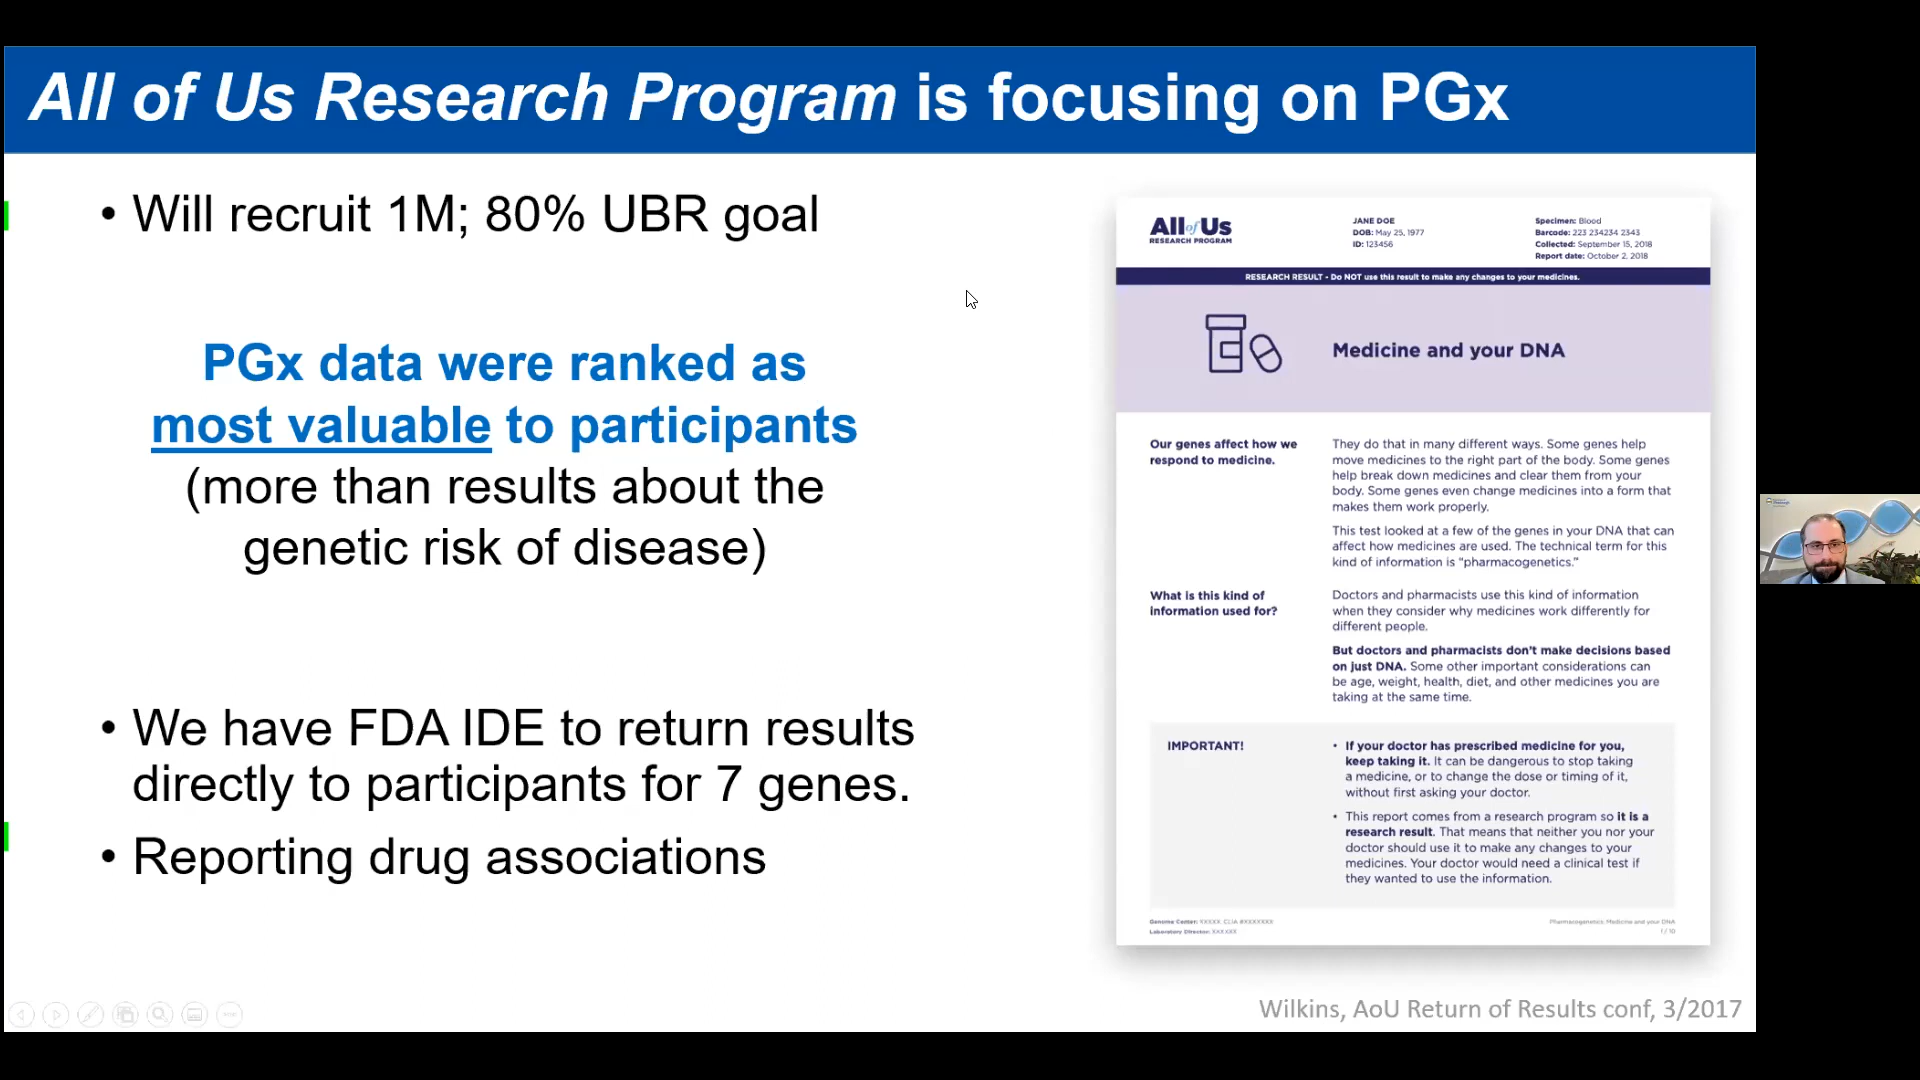 All of Us Research Program is focusing on PGx
• Will recruit 1M; 80% UBR goal
PGx data were ranked as
most valuable to participants
(more than results about the
genetic risk of disease)
• We have FDA IDE to return results
directly to participants for 7 genes.
• Reporting drug associations
All of Us
RESEARCH PROGRAM
JANE DOE
DOB: May 25, 1977
ID: 123456
Specimen: Blood
Barcode: 223 234234 2343
Collected: September 15, 2018
Report date: October 2, 2018
RESEARCH RESULT - Do NOT use this result to make any changes to your medicines.
Medicine and your DNA
Our genes affect how we
respond to medicine.
They do that in many different ways. Some genes help
move medicines to the right part of the body. Some genes
help break down medicines and clear them from your
body. Some genes even change medicines into a form that
makes them work properly.
This test looked at a few of the genes in your DNA that can
affect how medicines are used. The technical term for this
kind of information is “pharmacogenetics.”
What is this kind of
information used for?
Doctors and pharmacists use this kind of information
when they consider why medicines work differently for
different people.
But doctors and pharmacists don’t make decisions based
on just DNA. Some other important considerations can
be age, weight, health, diet, and other medicines you are
taking at the same time.
IMPORTANT!
• If your doctor has prescribed medicine for you,
keep taking it. It can be dangerous to stop taking
a medicine, or to change the dose or timing of it,
without first asking your doctor.
• This report comes from a research program so it is a
research result. That means that neither you nor your
doctor should use it to make any changes to your
medicines. Your doctor would need a clinical test if
they wanted to use the information.
Genome Center: XXXXX. CLIA #XXXXXXX
Laboratory Director: XXXXXX
Pharmacogenetics: Medicine and your DNA
1 / 10
Wilkins, AoU Return of Results conf, 3/2017